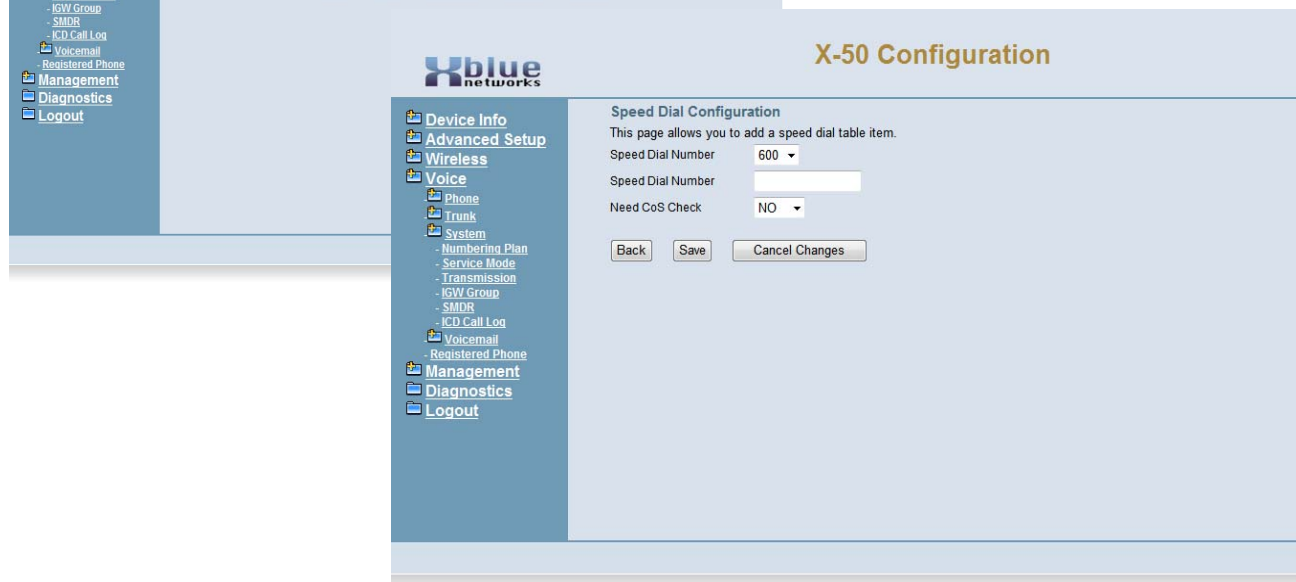 - IGW Group
- SMDR
- ICD Call Log
Voicemail
- Registered Phone
Management
Diagnostics
Logout
Xblue
networks
X-50 Configuration
Device Info
Advanced Setup
Wireless
Voice
Phone
Trunk
System
- Numbering Plan
- Service Mode
- Transmission
- IGW Group
- SMDR
- ICD Call Log
Voicemail
- Registered Phone
Management
Diagnostics
Logout
Speed Dial Configuration
This page allows you to add a speed dial table item.
Speed Dial Number 600
Speed Dial Number
Need CoS Check NO
Back Save Cancel Changes